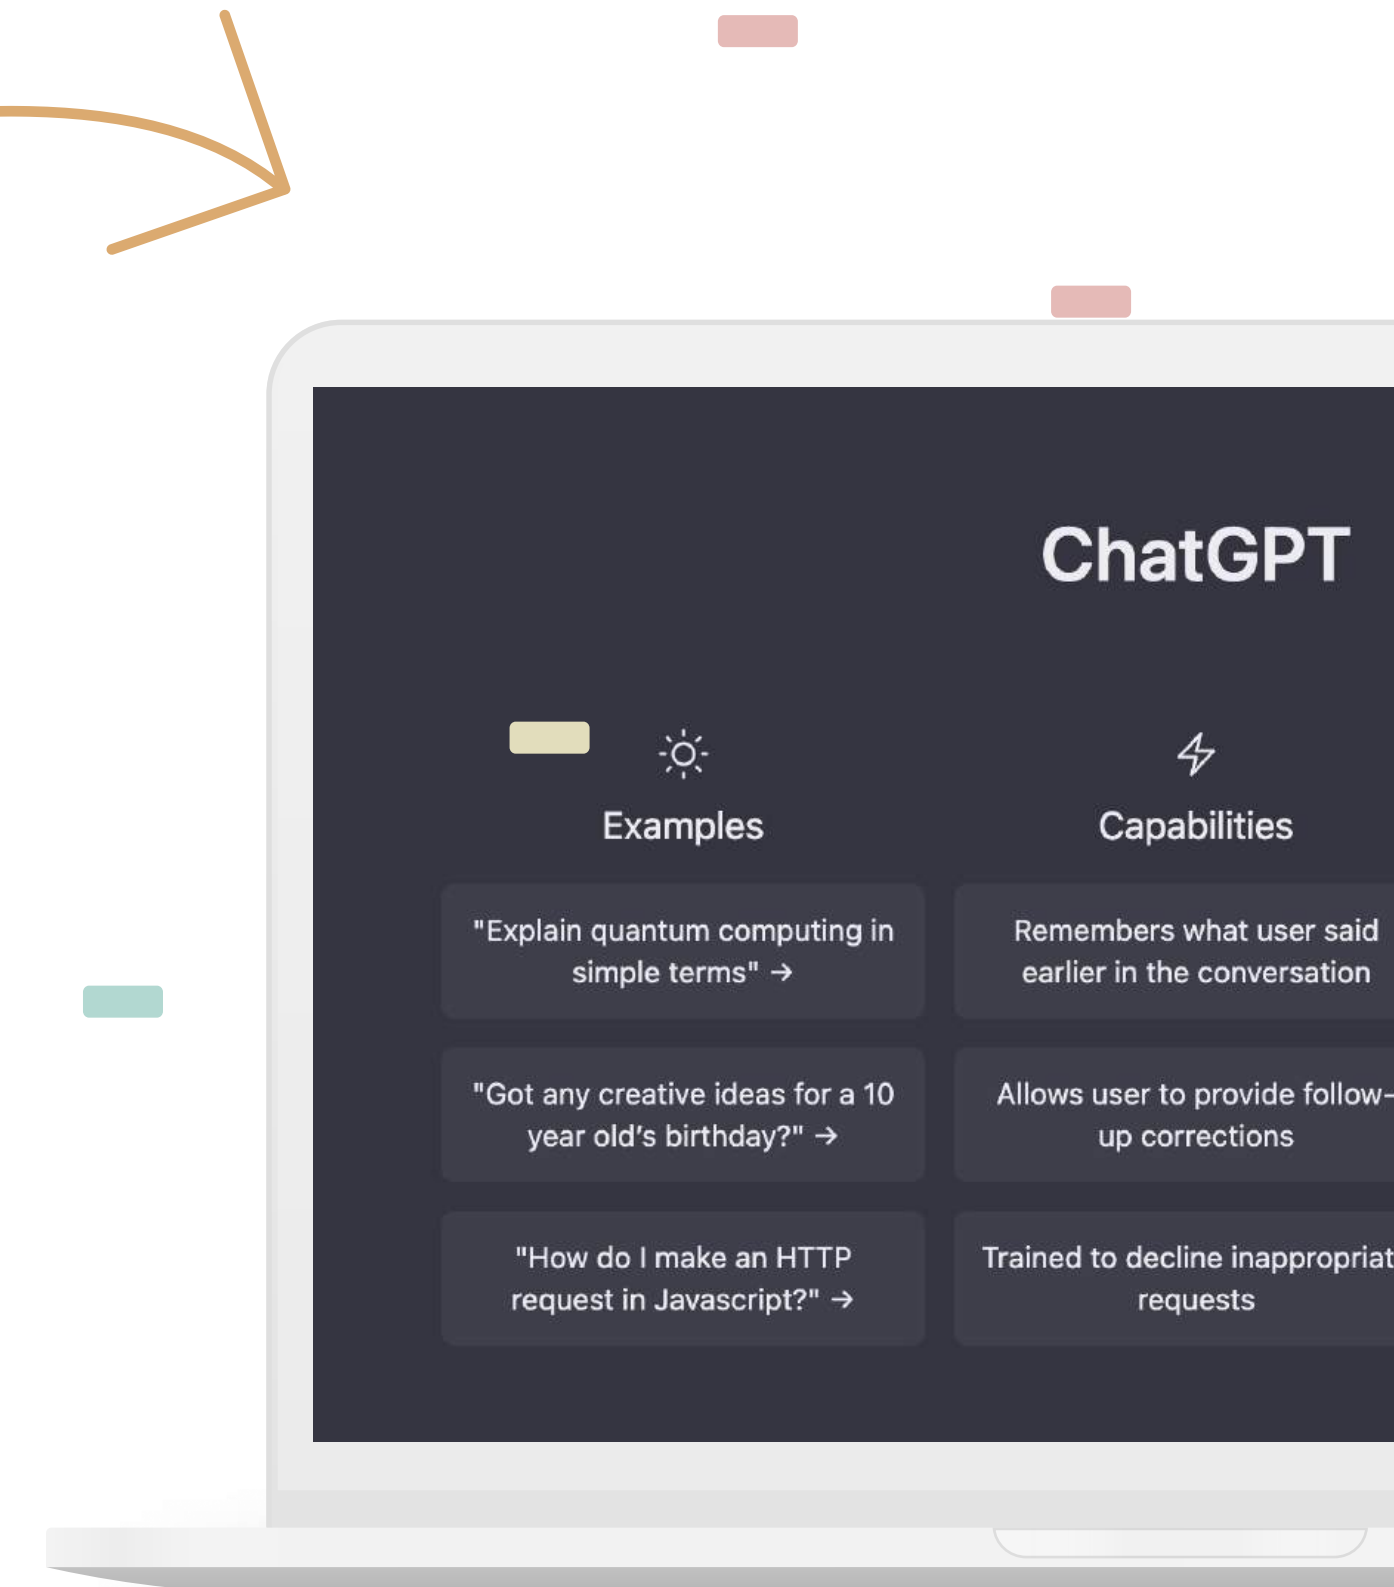 ChatGPT
Examples
"Explain quantum computing in
simple terms" →
"Got any creative ideas for a 10
year old's birthday?" →
"How do I make an HTTP
request in Javascript?" →
Capabilities
Remembers what user said
earlier in the conversation
Allows user to provide follow-
up corrections
Trained to decline inappropriat
requests